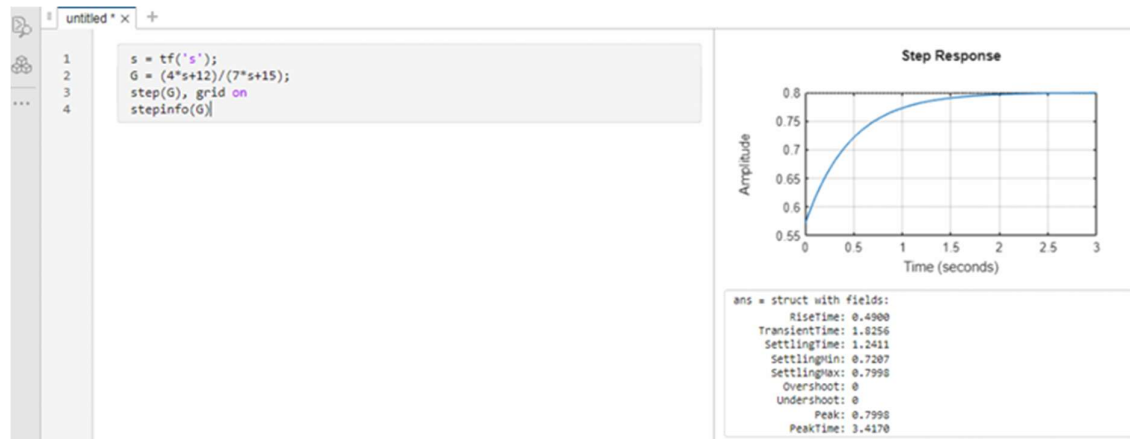 untitled * × +
1 s = tf('s');
2 G = (4*s+12)/(7*s+15);
3 step(G), grid on
4 stepinfo(G)
Step Response
Amplitude
0.8
0.75
0.7
0.65
0.6
0.55
0 0.5 1 1.5 2 2.5 3
Time (seconds)
ans = struct with fields:
RiseTime: 0.4900
TransientTime: 1.8256
SettlingTime: 1.2411
SettlingMin: 0.7207
SettlingMax: 0.7998
Overshoot: 0
Undershoot: 0
Peak: 0.7998
PeakTime: 3.4170